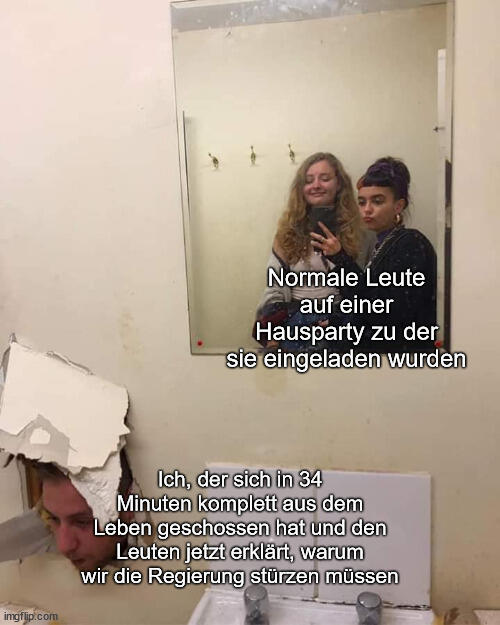 Normale Leute
auf einer
Hausparty zu der
sie eingeladen wurden
Ich, der sich in 34
Minuten komplett aus dem
Leben geschossen hat und den
Leuten jetzt erklärt, warum
wir die Regierung stürzen müssen
imgflip.com